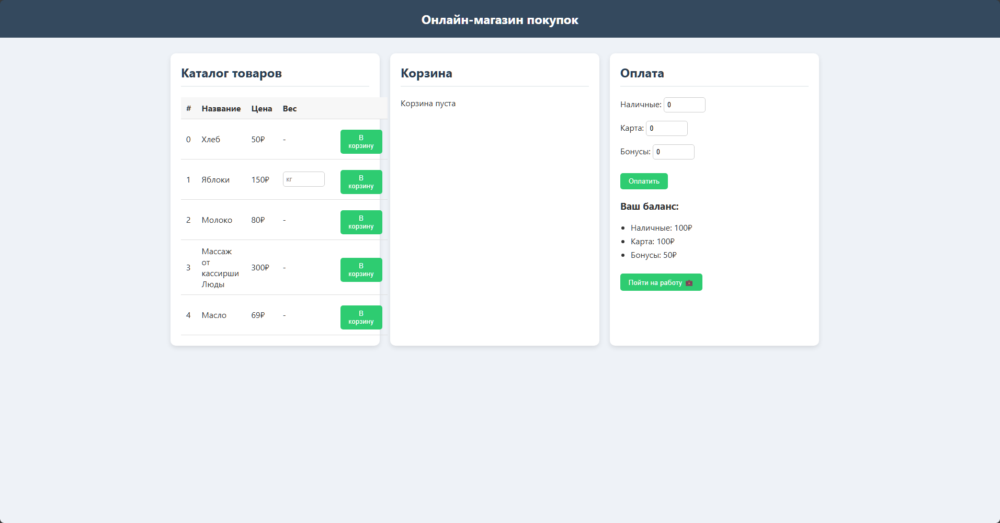 Онлайн-магазин покупок
Каталог товаров
# Название Цена Вес
0 Хлеб 50₽ - В корзину
1 Яблоки 150₽ кг В корзину
2 Молоко 80₽ - В корзину
3 Массаж от кассирши Люды 300₽ - В корзину
4 Масло 69₽ - В корзину
Корзина
Корзина пуста
Оплата
Наличные: 0
Карта: 0
Бонусы: 0
Оплатить
Ваш баланс:
Наличные: 100₽
Карта: 100₽
Бонусы: 50₽
Пойти на работу 💼